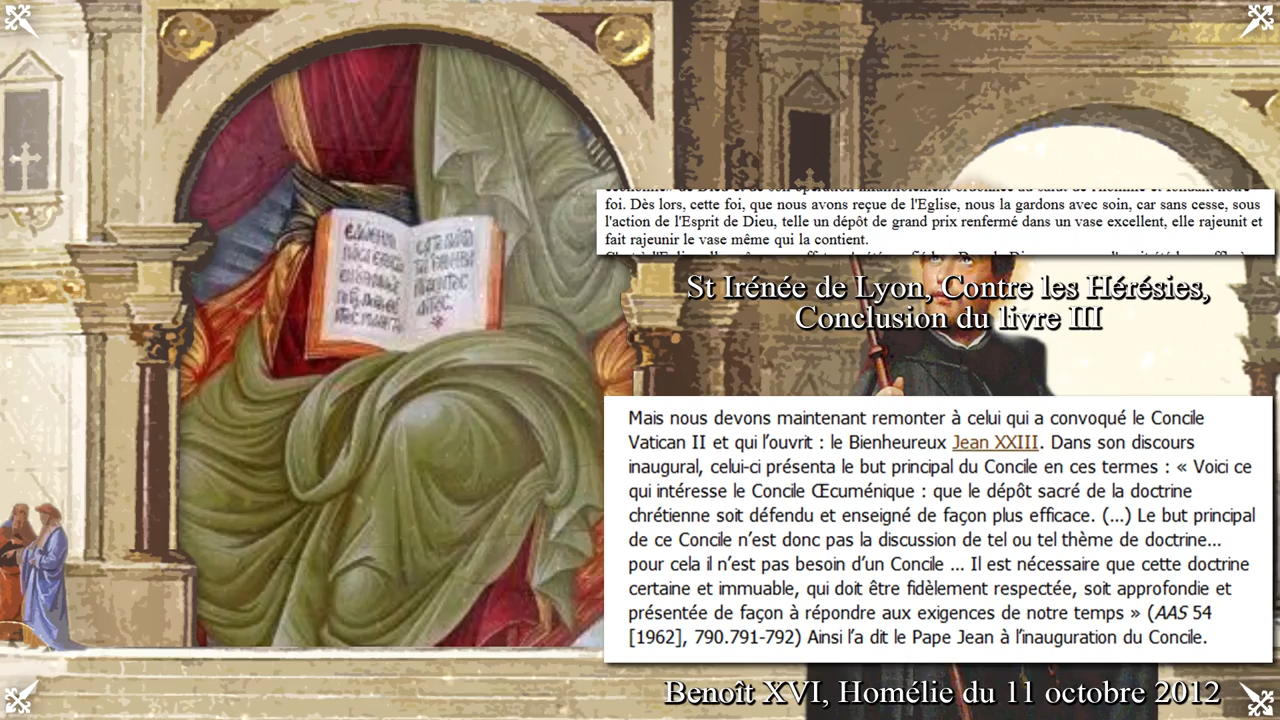 foi. Dès lors, cette foi, que nous avons reçue de l'Eglise, nous la gardons avec soin, car sans cesse, sous
l'action de l'Esprit de Dieu, telle un dépôt de grand prix renfermé dans un vase excellent, elle rajeunit et
fait rajeunir le vase même qui la contient.
St Irénée de Lyon, Contre les Hérésies,
Conclusion du livre III
Mais nous devons maintenant remonter à celui qui a convoqué le Concile
Vatican II et qui l'ouvrit : le Bienheureux Jean XXIII. Dans son discours
inaugural, celui-ci présenta le but principal du Concile en ces termes : « Voici ce
qui intéresse le Concile Œcuménique : que le dépôt sacré de la doctrine
chrétienne soit défendu et enseigné de façon plus efficace. (...) Le but principal
de ce Concile n'est donc pas la discussion de tel ou tel thème de doctrine...
pour cela il n'est pas besoin d'un Concile ... Il est nécessaire que cette doctrine
certaine et immuable, qui doit être fidèlement respectée, soit approfondie et
présentée de façon à répondre aux exigences de notre temps » (AAS 54
[1962], 790.791-792) Ainsi l'a dit le Pape Jean à l'inauguration du Concile.
Benoît XVI, Homélie du 11 octobre 2012